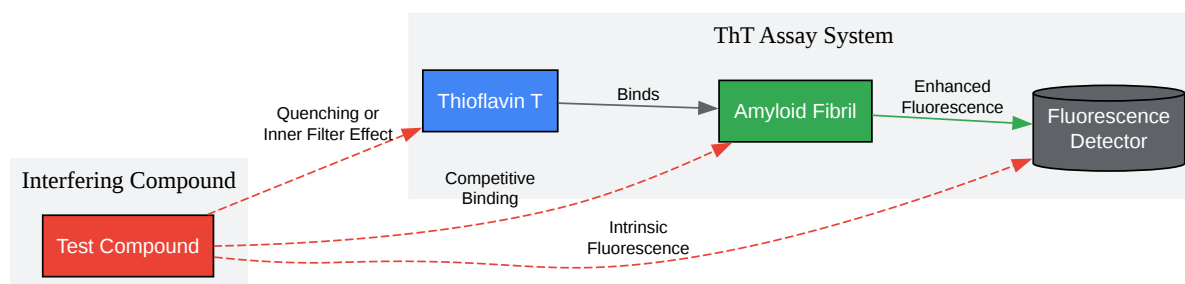 ThT Assay System
Thioflavin T
Binds
Amyloid Fibril
Enhanced
Fluorescence
Fluorescence
Detector
Quenching or
Inner Filter Effect
Interfering Compound
Test Compound
Competitive
Binding
Intrinsic
Fluorescence